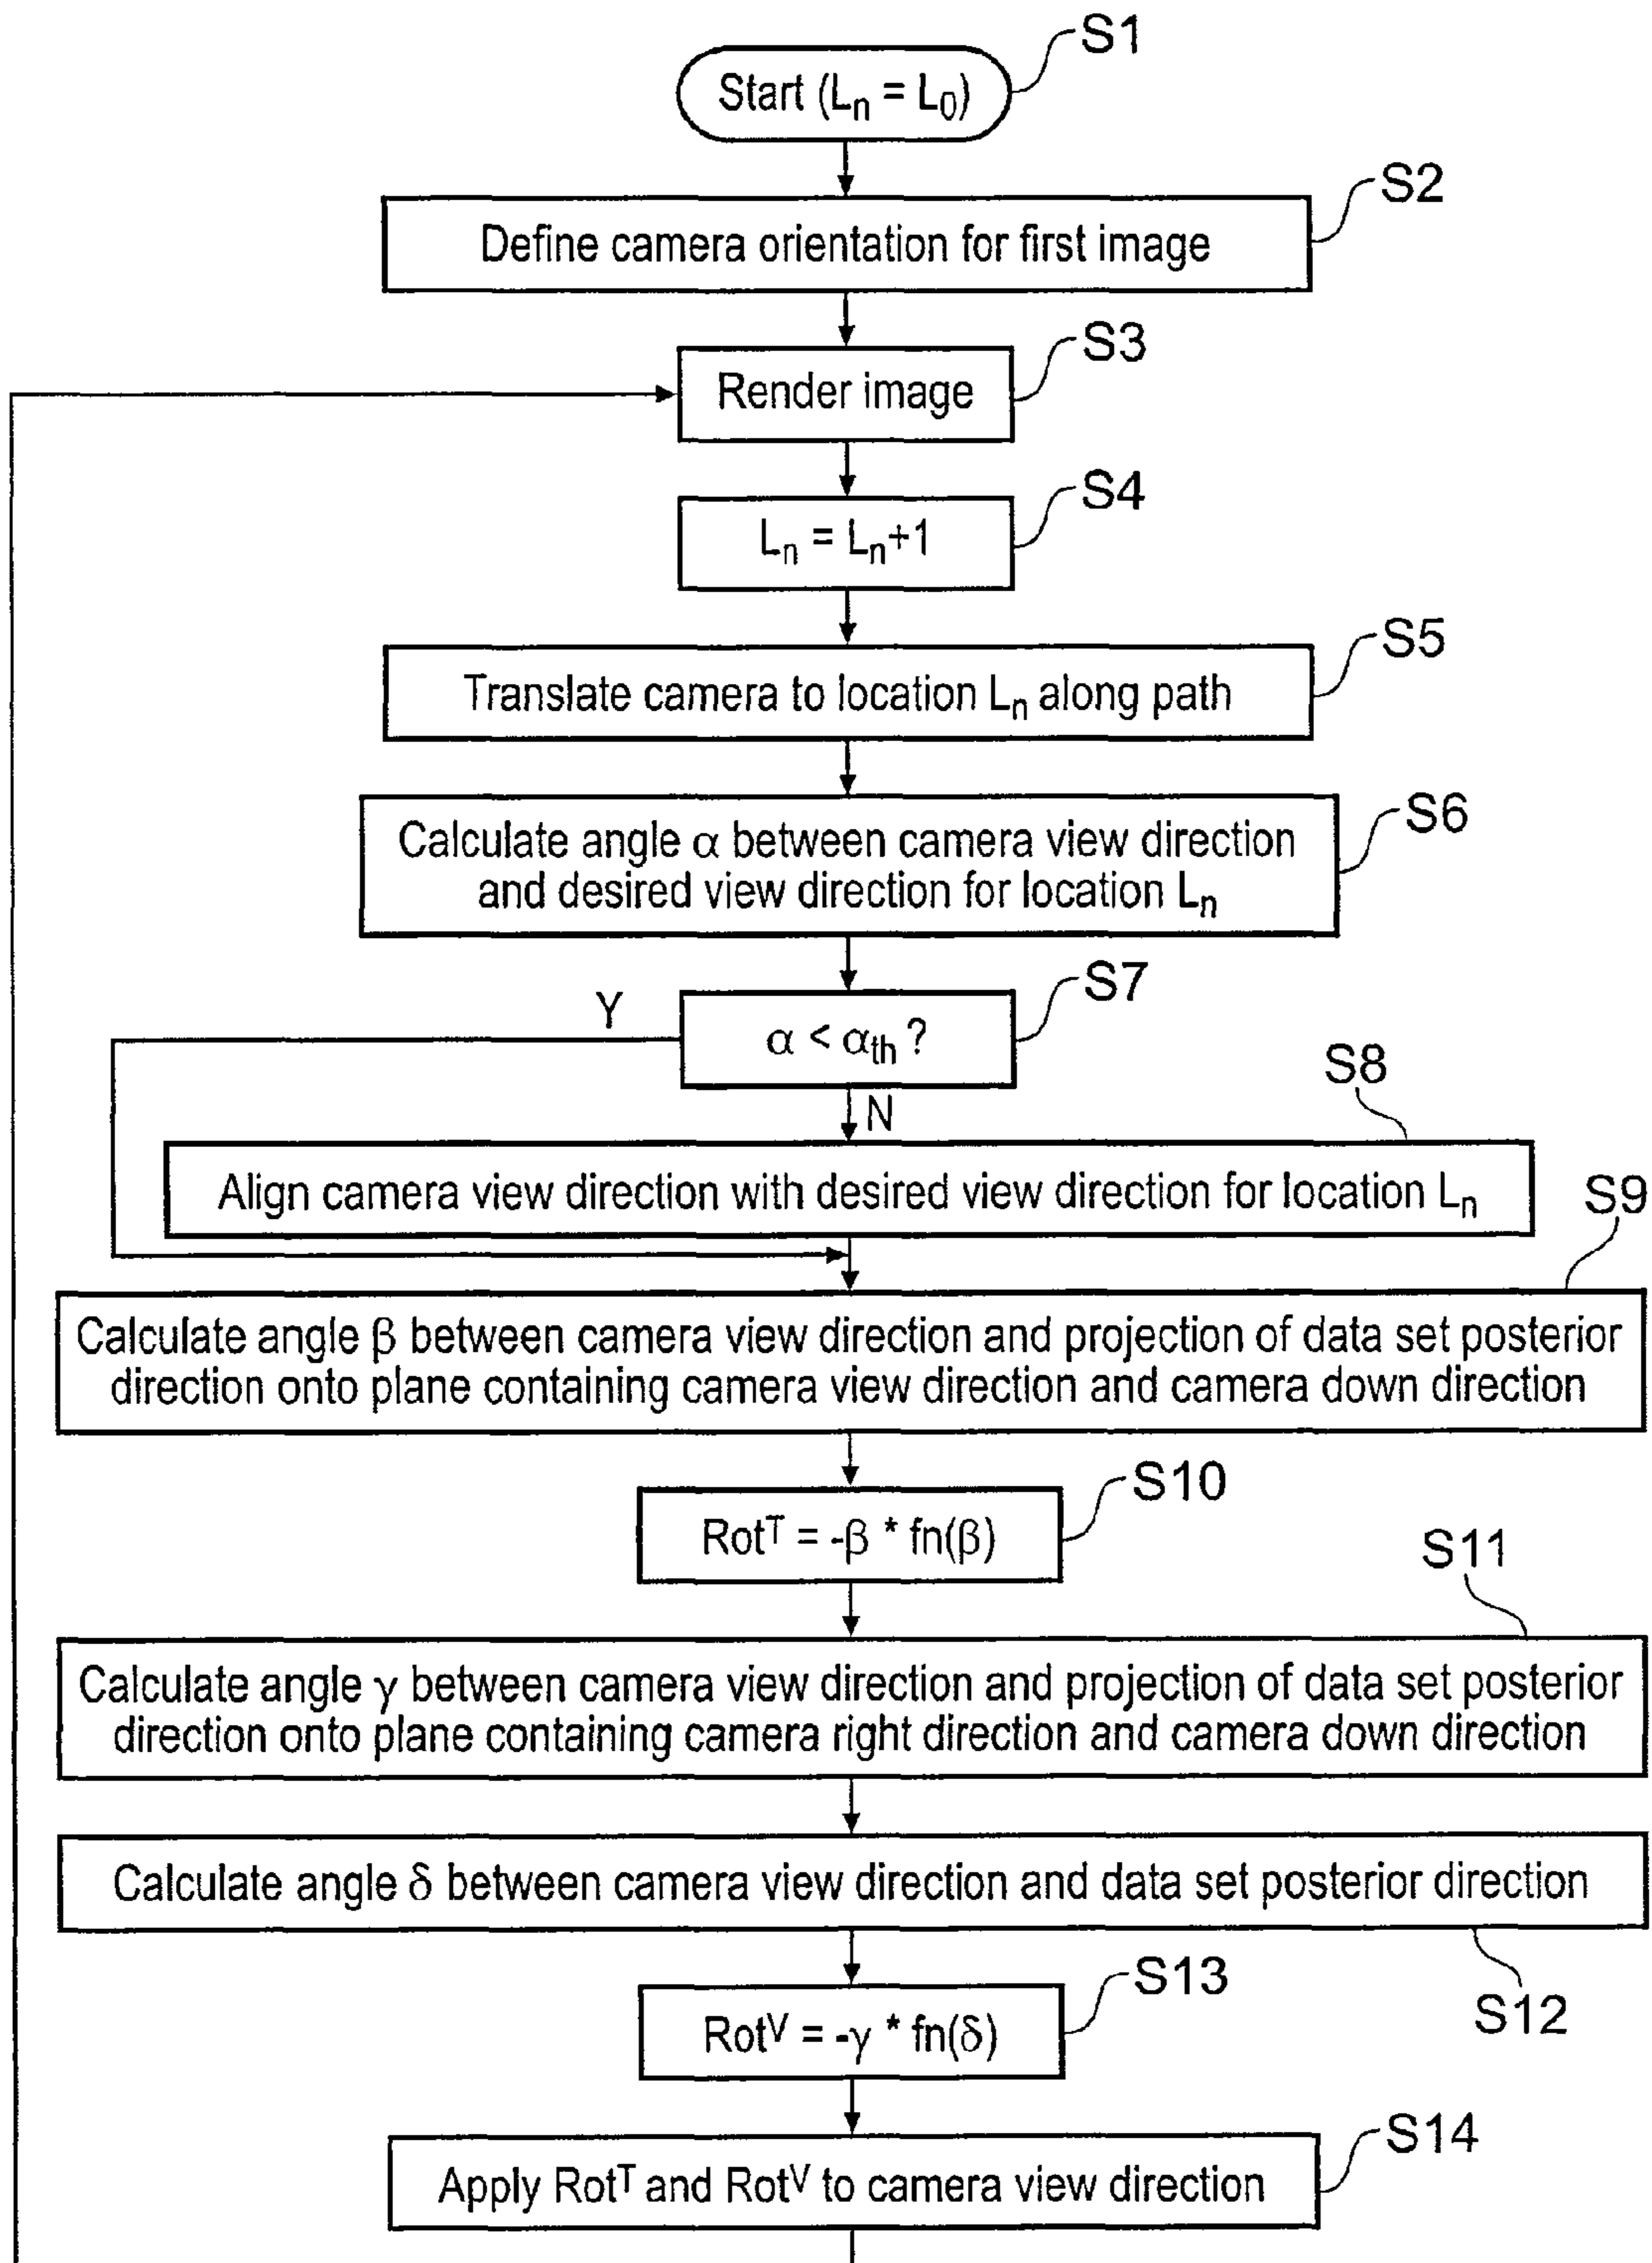 S1
Start (Lₙ = L₀)
S2
Define camera orientation for first image
S3
Render image
S4
Lₙ = Lₙ+1
S5
Translate camera to location Lₙ along path
S6
Calculate angle α between camera view direction
and desired view direction for location Lₙ
S7
Y
α < αth ?
N
S8
Align camera view direction with desired view direction for location Lₙ
S9
Calculate angle β between camera view direction and projection of data set posterior
direction onto plane containing camera view direction and camera down direction
S10
Rotᵀ = -β * fn(β)
S11
Calculate angle γ between camera view direction and projection of data set posterior
direction onto plane containing camera right direction and camera down direction
Calculate angle δ between camera view direction and data set posterior direction
S12
S13
Rotⱽ = -γ * fn(δ)
S14
Apply Rotᵀ and Rotⱽ to camera view direction